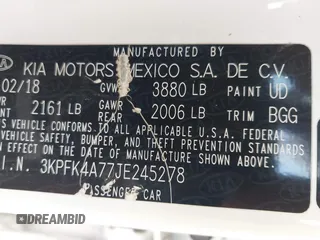 KIA MOTORS MEXICO S.A. DE C.V.
02/18 GVWR 3880 LB PAINT UD
2161 LB GAWR REAR 2006 LB TRIM BGG
VEHICLE CONFORMS TO ALL APPLICABLE U.S.A. FEDERAL
VEHICLE SAFETY, BUMPER, AND THEFT PREVENTION STANDARDS
IN EFFECT ON THE DATE OF MANUFACTURE SHOWN ABOVE.
3KPFK4A77JE245278
PASSENGER CAR
DREAMBID